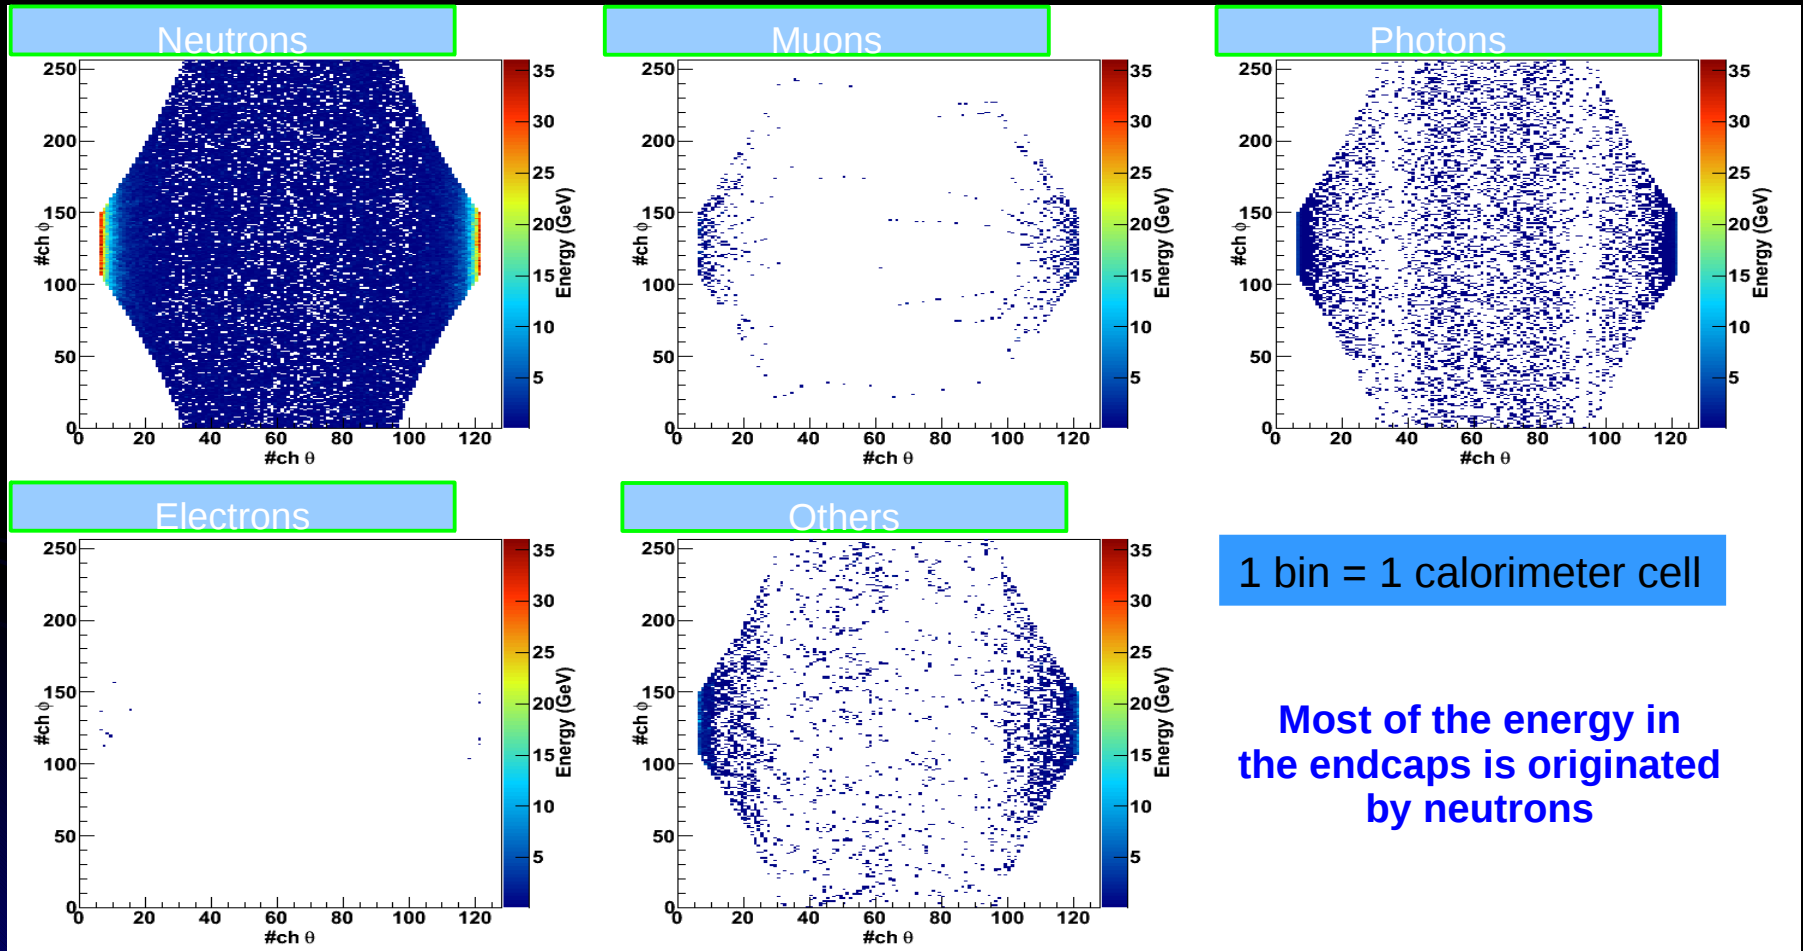 Neutrons
250
200
150
100
50
0
#ch ϕ
0 20 40 60 80 100 120
#ch θ
35
30
25
20
15
10
5
Energy (GeV)
Muons
250
200
150
100
50
0
#ch ϕ
0 20 40 60 80 100 120
#ch θ
35
30
25
20
15
10
5
Energy (GeV)
Photons
250
200
150
100
50
0
#ch ϕ
0 20 40 60 80 100 120
#ch θ
35
30
25
20
15
10
5
Energy (GeV)
Electrons
250
200
150
100
50
0
#ch ϕ
0 20 40 60 80 100 120
#ch θ
35
30
25
20
15
10
5
Energy (GeV)
Others
250
200
150
100
50
0
#ch ϕ
0 20 40 60 80 100 120
#ch θ
35
30
25
20
15
10
5
Energy (GeV)
1 bin = 1 calorimeter cell
Most of the energy in
the endcaps is originated
by neutrons